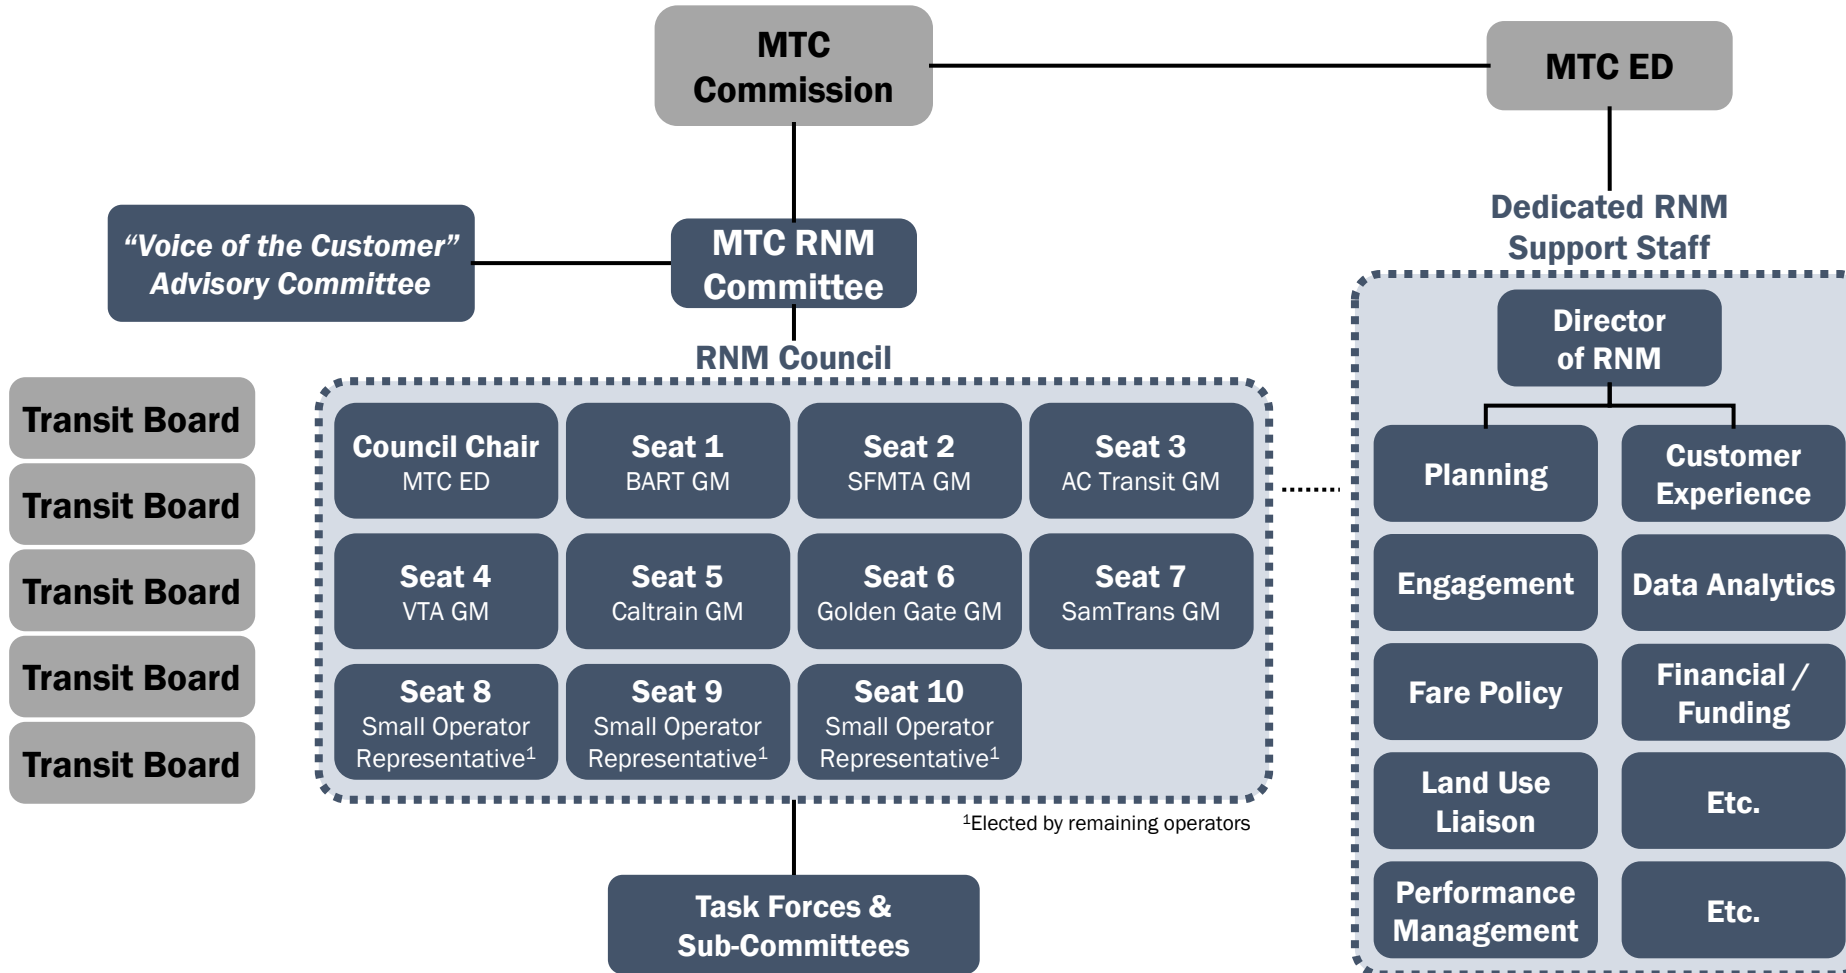 MTC
Commission
MTC ED
“Voice of the Customer”
Advisory Committee
MTC RNM
Committee
Dedicated RNM
Support Staff
RNM Council
Transit Board
Transit Board
Transit Board
Transit Board
Transit Board
Council Chair
MTC ED
Seat 1
BART GM
Seat 2
SFMTA GM
Seat 3
AC Transit GM
Seat 4
VTA GM
Seat 5
Caltrain GM
Seat 6
Golden Gate GM
Seat 7
SamTrans GM
Seat 8
Small Operator
Representative¹
Seat 9
Small Operator
Representative¹
Seat 10
Small Operator
Representative¹
¹Elected by remaining operators
Task Forces &
Sub-Committees
Director
of RNM
Planning
Customer
Experience
Engagement
Data Analytics
Fare Policy
Financial /
Funding
Land Use
Liaison
Etc.
Performance
Management
Etc.